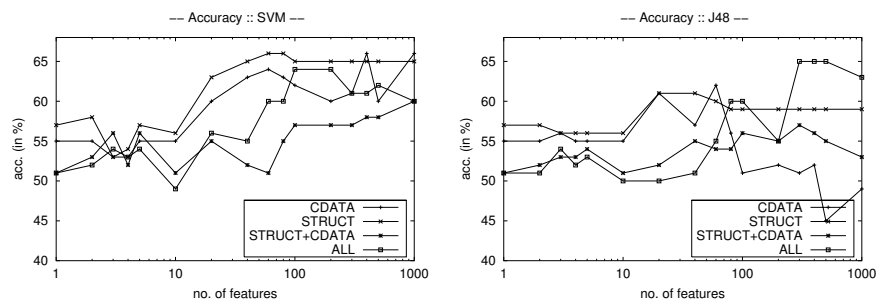 -- Accuracy :: SVM --
65
60
55
50
45
40
acc. (in %)
CDATA
STRUCT
STRUCT+CDATA
ALL
1 10 100 1000
no. of features
-- Accuracy :: J48 --
65
60
55
50
45
40
acc. (in %)
CDATA
STRUCT
STRUCT+CDATA
ALL
1 10 100 1000
no. of features